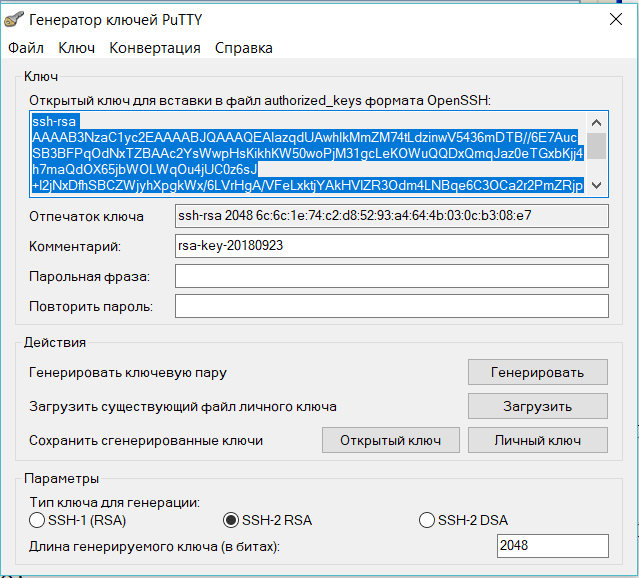 Генератор ключей PuTTY
Файл Ключ Конвертация Справка
Ключ
Открытый ключ для вставки в файл authorized_keys формата OpenSSH:
ssh-rsa
AAAAB3NzaC1yc2EAAAABJQAAAQEAlazqdUAwhlkMmZM74tLdzinwV5436mDTB//6E7Auc
SB3BFPqOdNxTZBAAc2YsWwpHsKikhKW50woPjM31gcLeKOWuQQDxQmqJaz0eTGxbKjj4
h7maQdOX65jbWOLWqOu4jUC0z6sJ
+l2jNxDfhSBCZWjyhXpgkWx/6LVrHgA/VFeLxktjYAkHVlZR3Odm4LNBqe6C3OCa2r2PmZRjp
Отпечаток ключа ssh-rsa 2048 6c:6c:1e:74:c2:d8:52:93:a4:64:4b:03:0c:b3:08:e7
Комментарий: rsa-key-20180923
Парольная фраза:
Повторить пароль:
Действия
Генерировать ключевую пару Генерировать
Загрузить существующий файл личного ключа Загрузить
Сохранить сгенерированные ключи Открытый ключ Личный ключ
Параметры
Тип ключа для генерации:
SSH-1 (RSA) SSH-2 RSA SSH-2 DSA
Длина генерируемого ключа (в битах): 2048